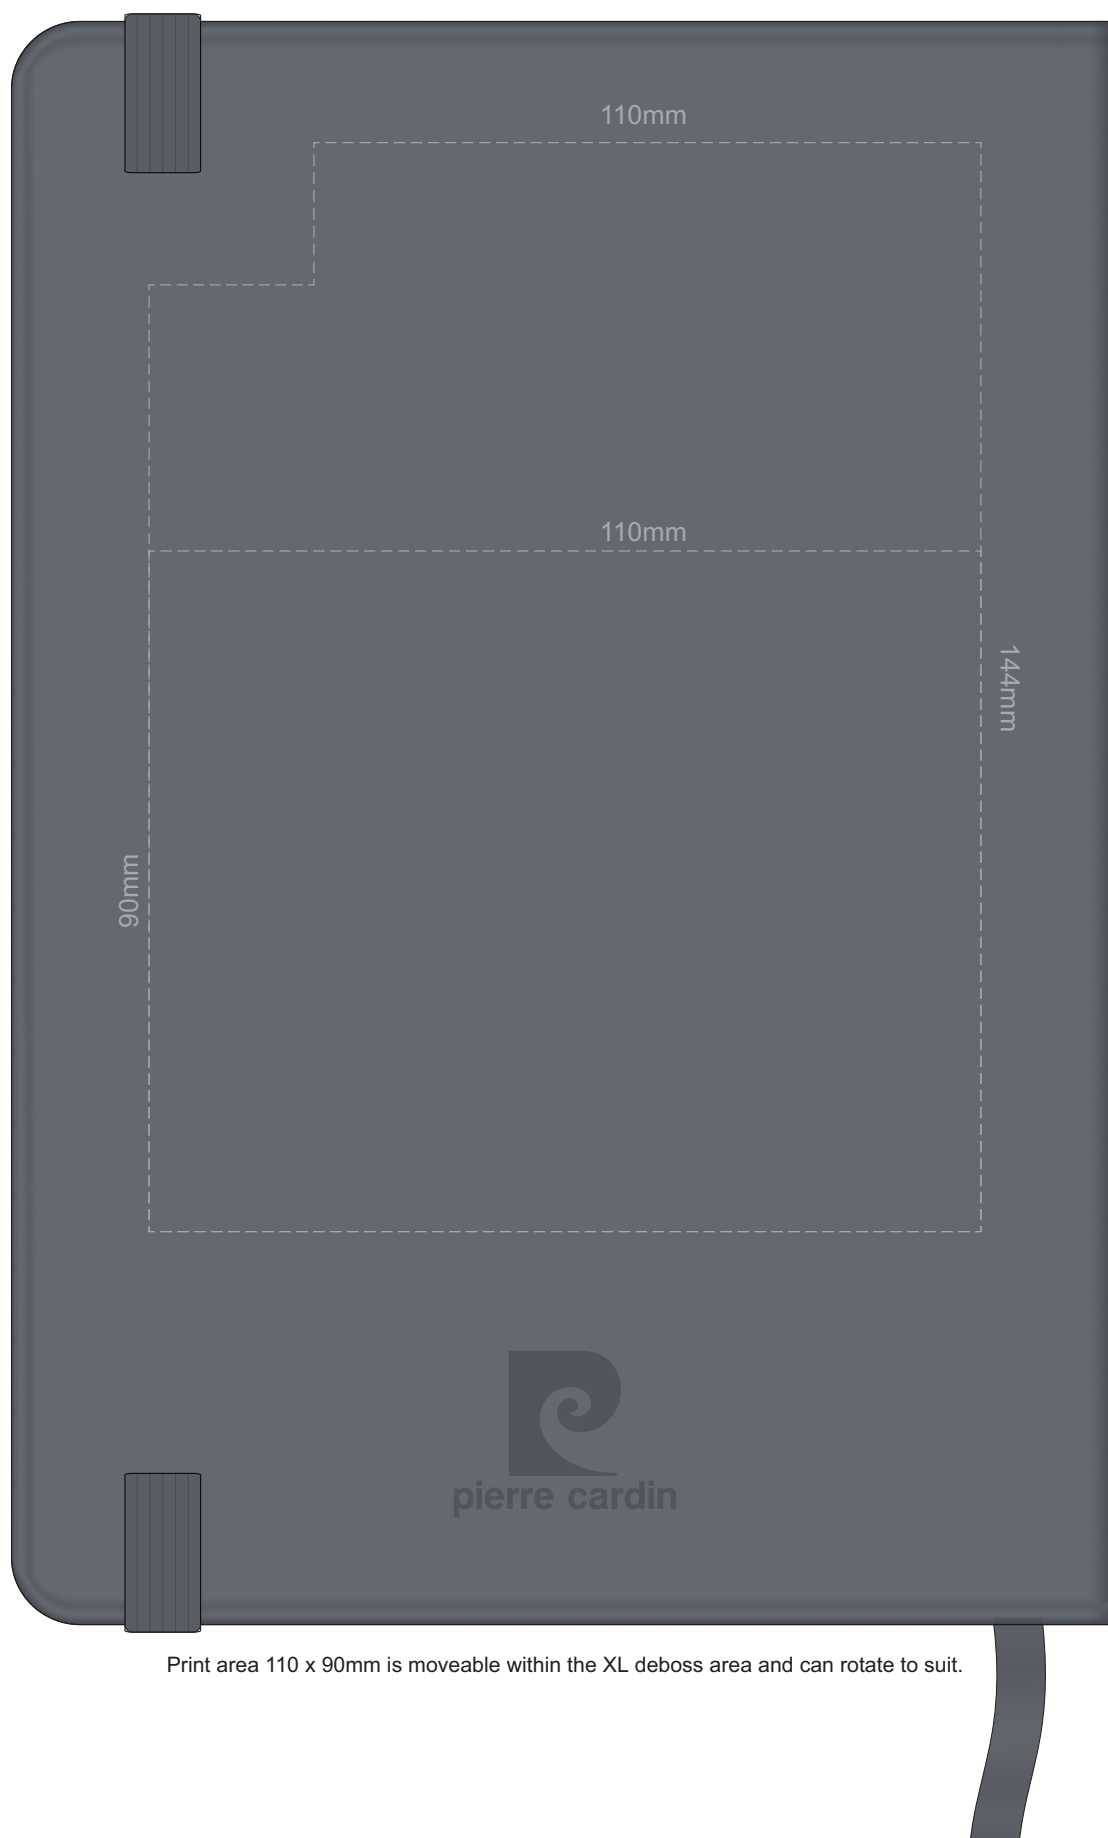 110mm
110mm
144mm
90mm
pierre cardin
Print area 110 x 90mm is moveable within the XL deboss area and can rotate to suit.